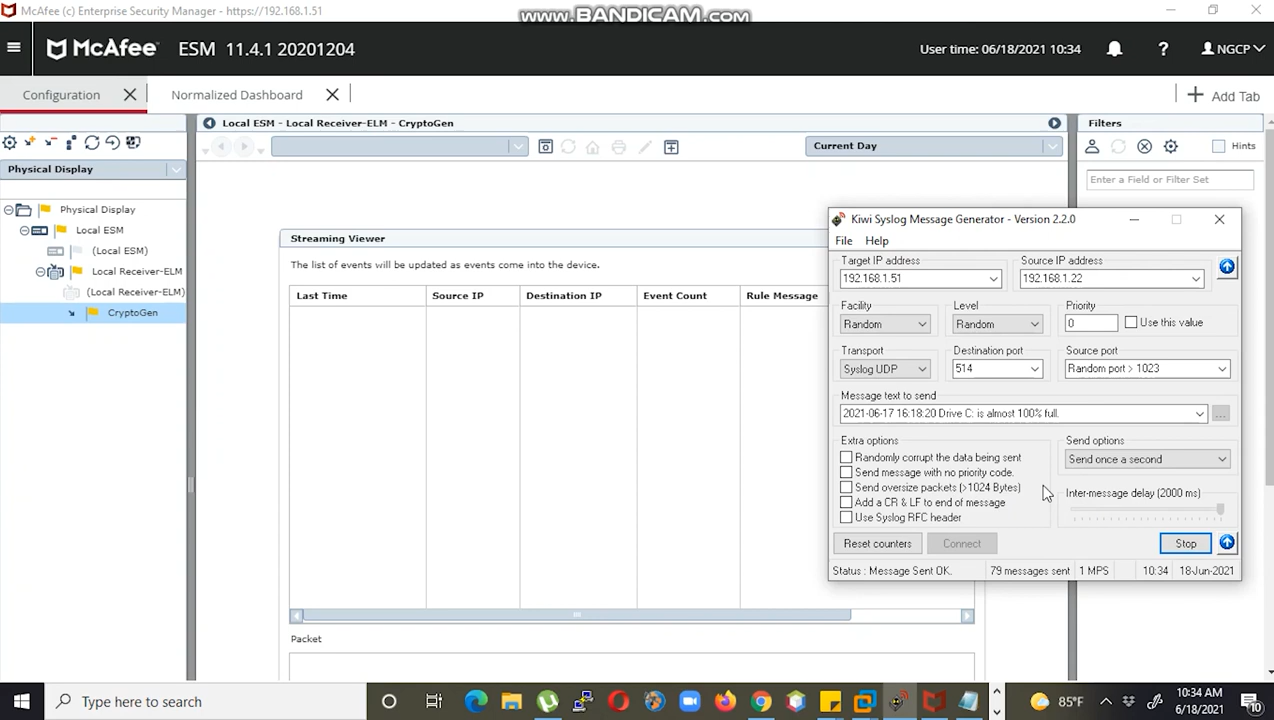 McAfee (c) Enterprise Security Manager - https://192.168.1.51
www.BANDICAM.com
McAfee ESM 11.4.1 20201204
User time: 06/18/2021 10:34
NGCP
Configuration
Normalized Dashboard
Add Tab
Local ESM - Local Receiver-ELM - CryptoGen
Filters
Current Day
Hints
Physical Display
Enter a Field or Filter Set
Physical Display
Local ESM
(Local ESM)
Local Receiver-ELM
(Local Receiver-ELM)
CryptoGen
Streaming Viewer
The list of events will be updated as events come into the device.
Last Time Source IP Destination IP Event Count Rule Message
Packet
Kiwi Syslog Message Generator - Version 2.2.0
File Help
Target IP address Source IP address
192.168.1.51 192.168.1.22
Facility Level Priority
Random Random 0 Use this value
Transport Destination port Source port
Syslog UDP 514 Random port > 1023
Message text to send
2021-06-17 16:18:20 Drive C: is almost 100% full.
...
Extra options Send options
Randomly corrupt the data being sent Send once a second
Send message with no priority code.
Send oversize packets (>1024 Bytes) Inter-message delay (2000 ms)
Add a CR & LF to end of message
Use Syslog RFC header
Reset counters Connect Stop
Status : Message Sent OK. 79 messages sent 1 MPS 10:34 18-Jun-2021
Type here to search
85°F
10:34 AM
6/18/2021
10